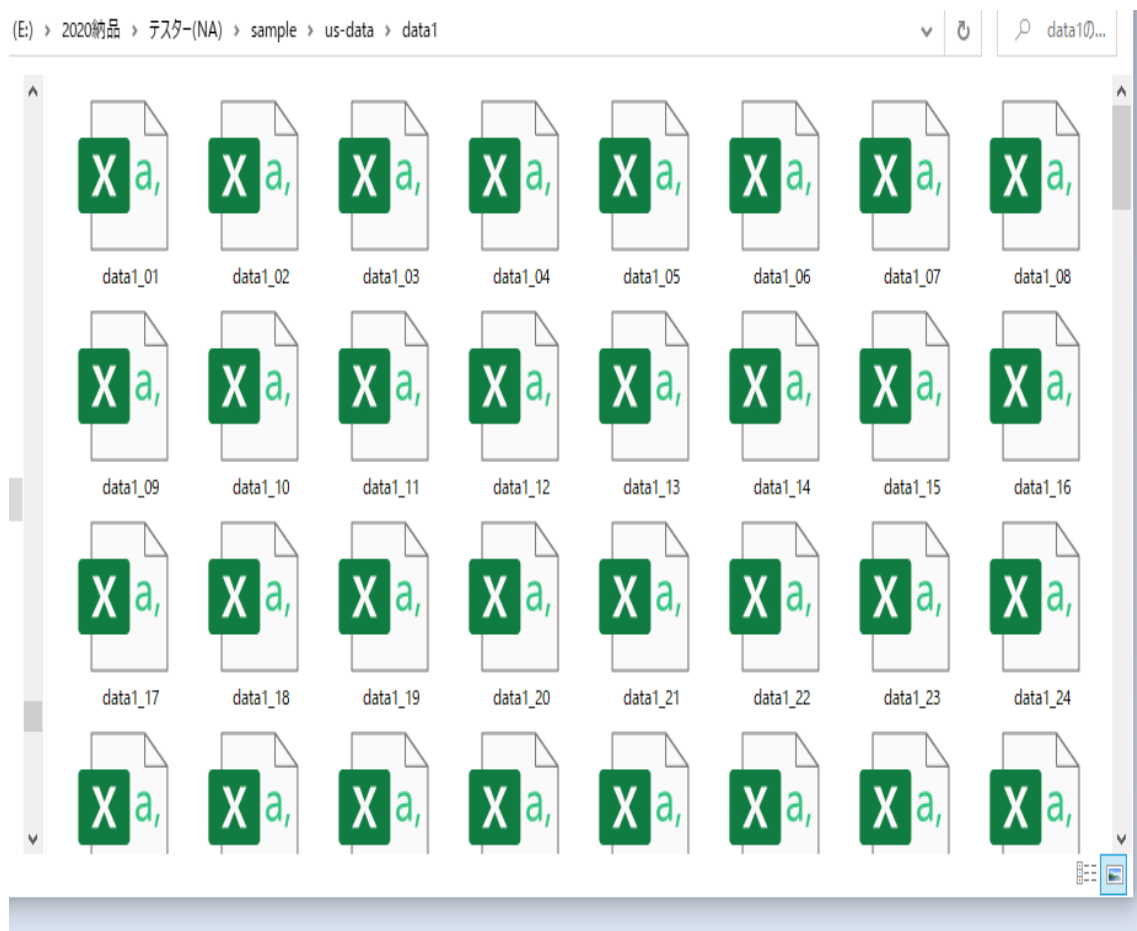 (E:) › 2020納品 › テスター(NA) › sample › us-data › data1
data1の...
X a, X a, X a, X a, X a, X a, X a, X a,
data1_01 data1_02 data1_03 data1_04 data1_05 data1_06 data1_07 data1_08
X a, X a, X a, X a, X a, X a, X a, X a,
data1_09 data1_10 data1_11 data1_12 data1_13 data1_14 data1_15 data1_16
X a, X a, X a, X a, X a, X a, X a, X a,
data1_17 data1_18 data1_19 data1_20 data1_21 data1_22 data1_23 data1_24
X a, X a, X a, X a, X a, X a, X a, X a,